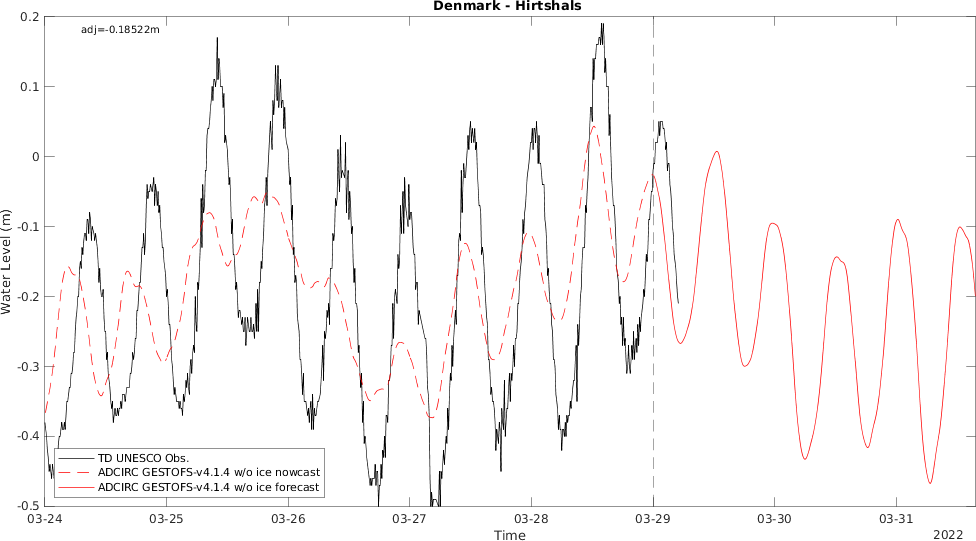 Denmark - Hirtshals
adj=-0.18522m
0.2
0.1
0
-0.1
-0.2
-0.3
-0.4
-0.5
Water Level (m)
TD UNESCO Obs.
ADCIRC GESTOFS-v4.1.4 w/o ice nowcast
ADCIRC GESTOFS-v4.1.4 w/o ice forecast
03-24 03-25 03-26 03-27 03-28 03-29 03-30 03-31
Time
2022